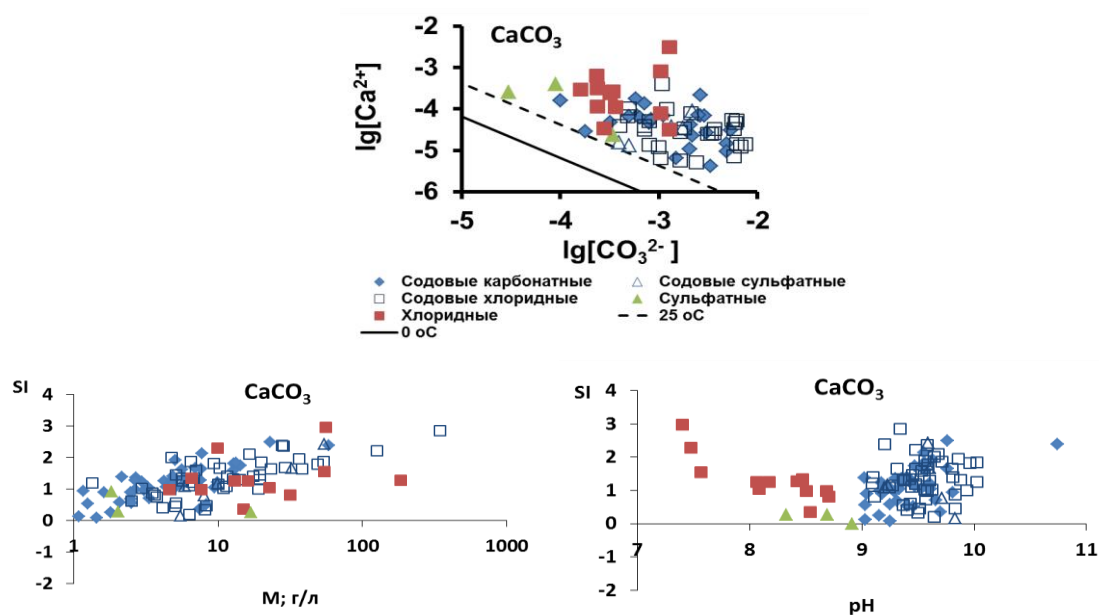 CaCO₃
lg[Ca²⁺]
-2
-3
-4
-5
-6
-5 -4 -3 -2
lg[CO₃²⁻ ]
Содовые карбонатные
Содовые сульфатные
Содовые хлоридные
Сульфатные
Хлоридные
25 оС
0 оС
SI
CaCO₃
4
3
2
1
0
-1
-2
1 10 100 1000
М; г/л
SI
CaCO₃
4
3
2
1
0
-1
-2
7 8 9 10 11
pH